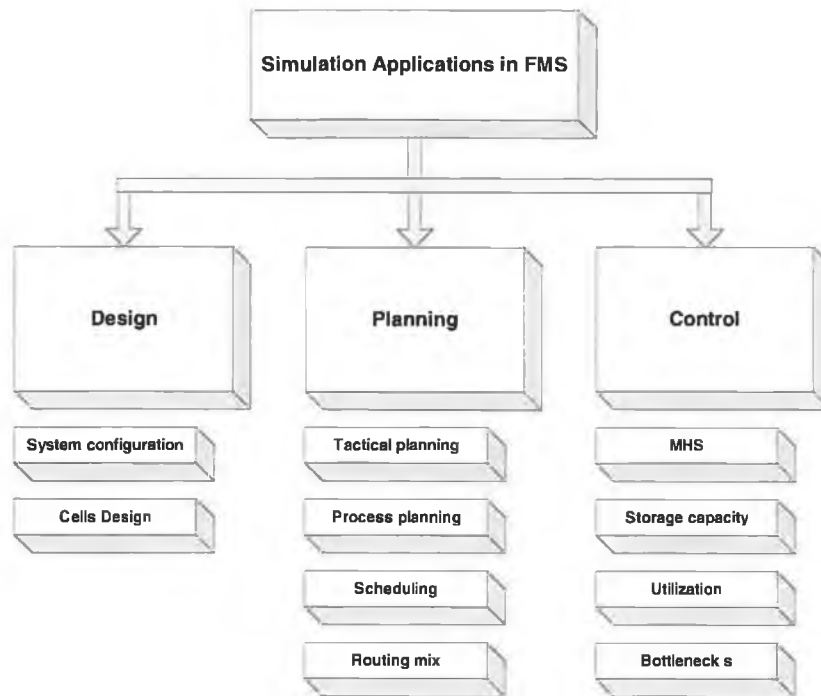 Simulation Applications in FMS
Design
Planning
Control
System configuration
Cells Design
Tactical planning
Process planning
Scheduling
Routing mix
MHS
Storage capacity
Utilization
Bottleneck s